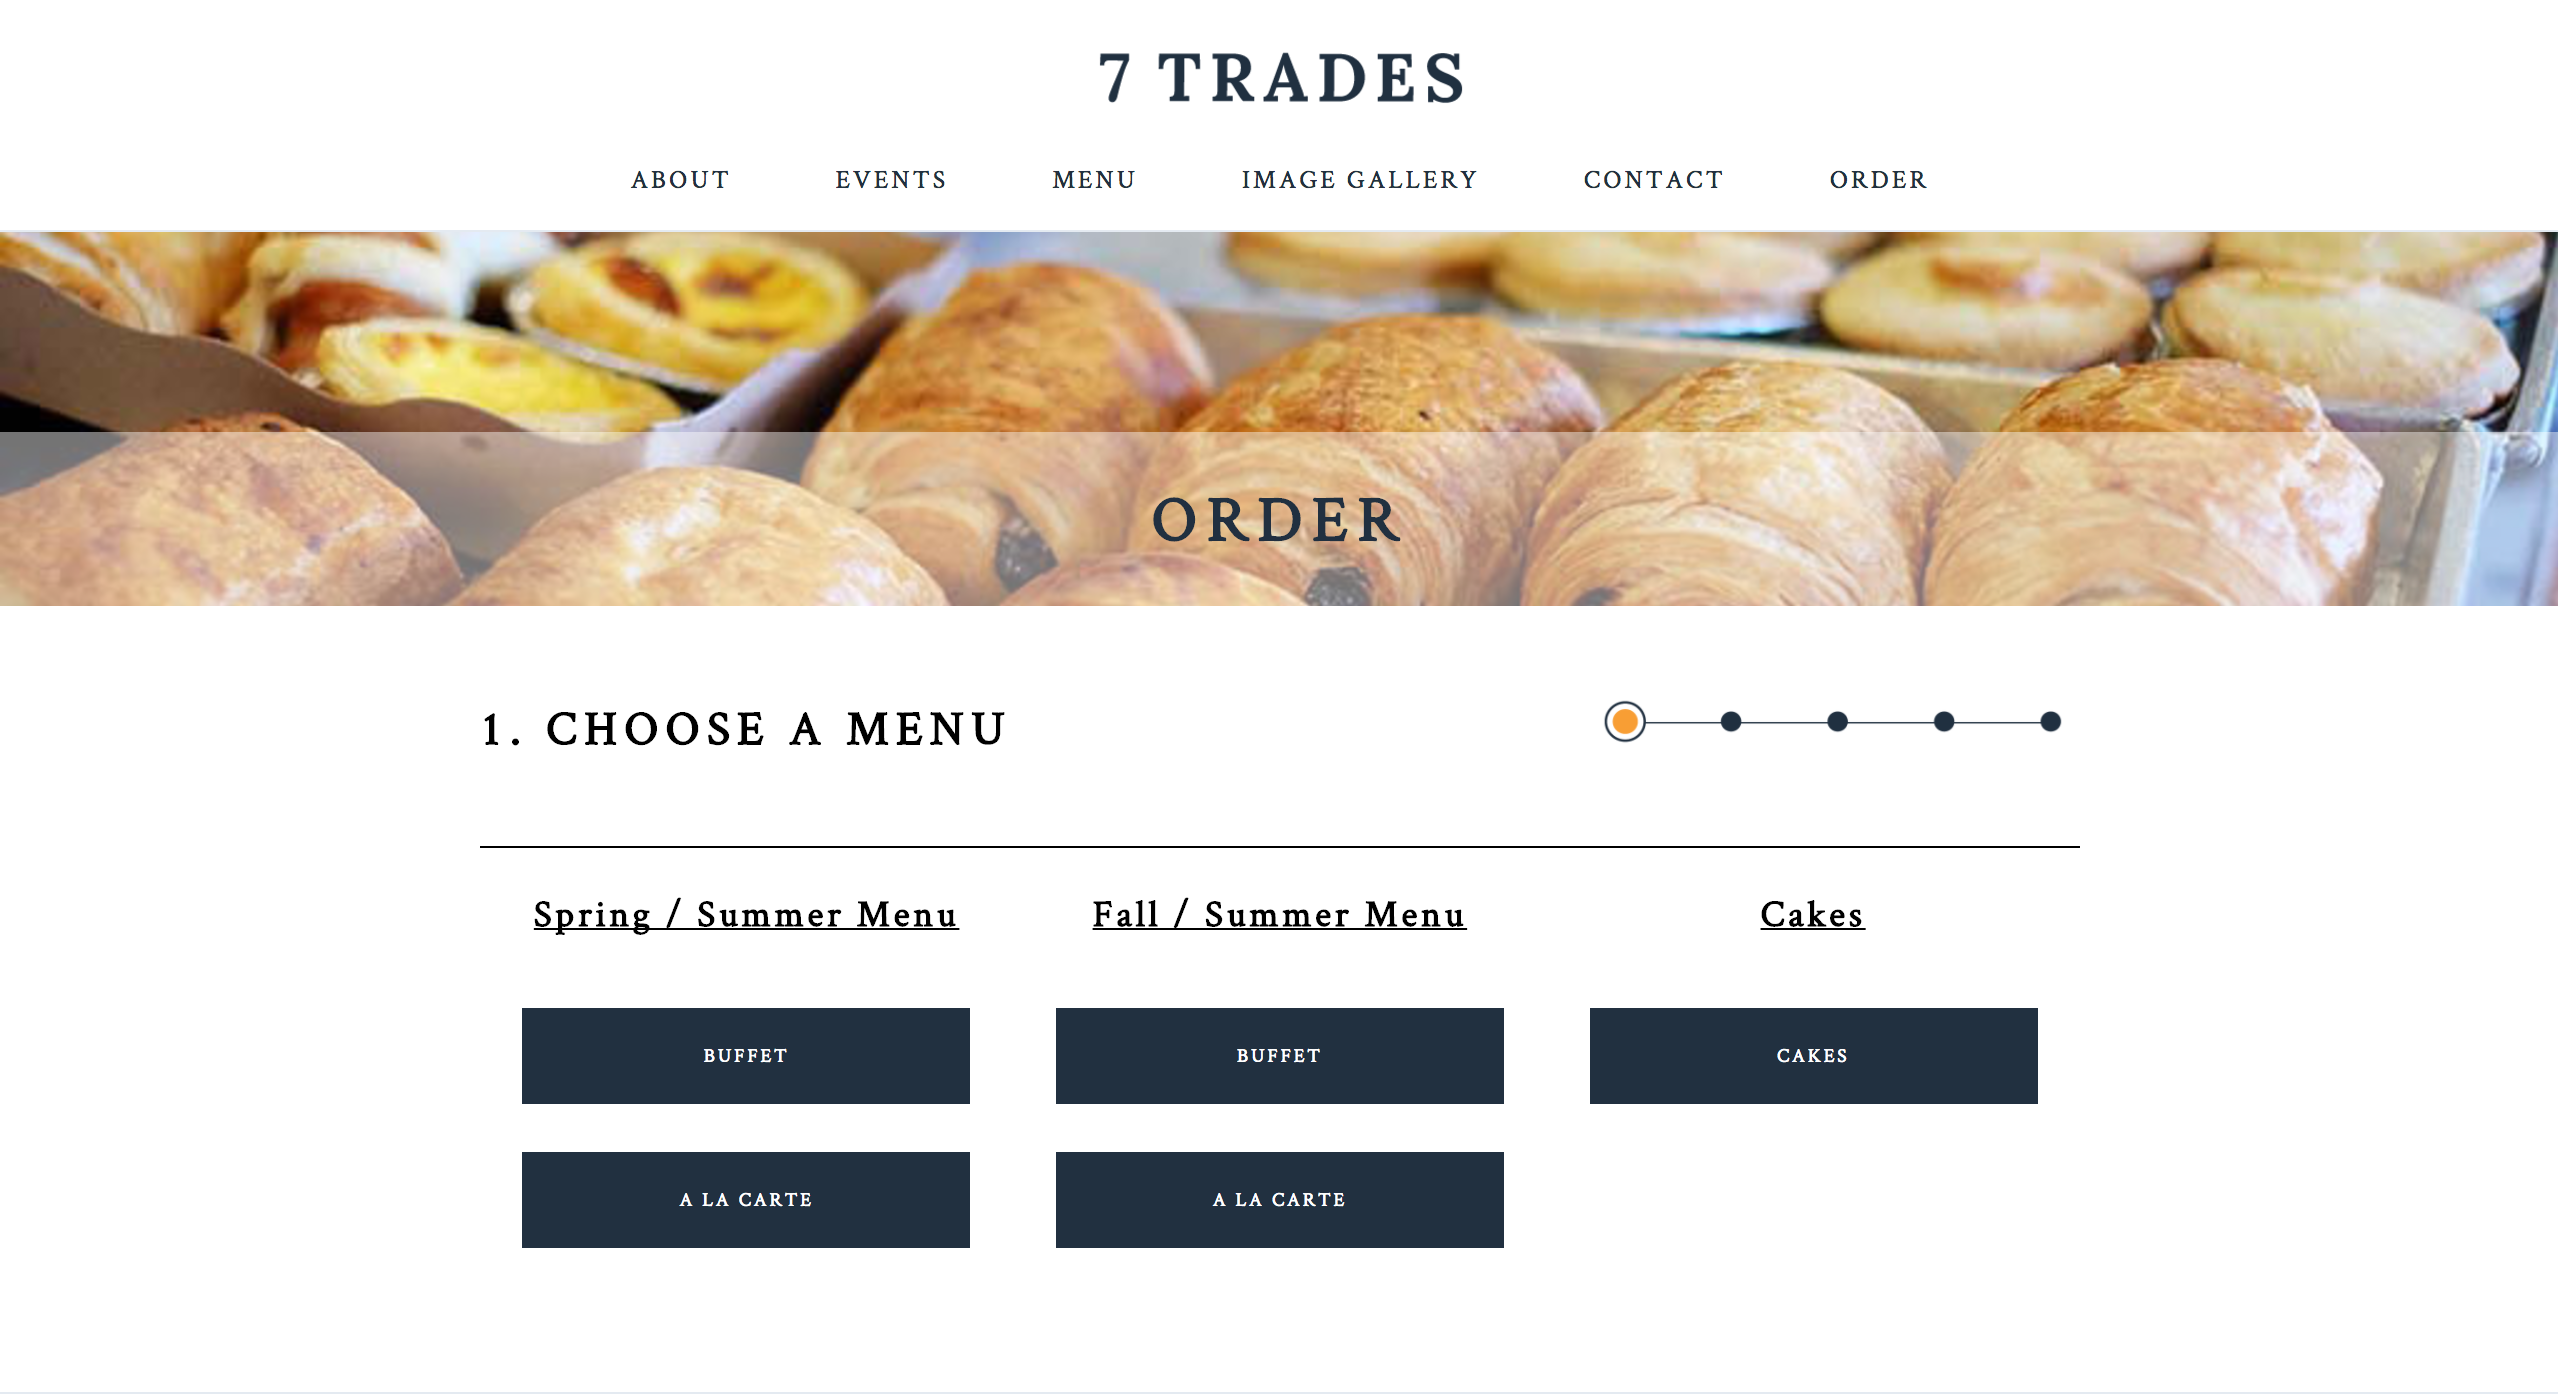 7 TRADES
ABOUT EVENTS MENU IMAGE GALLERY CONTACT ORDER
ORDER
1. CHOOSE A MENU
Spring / Summer Menu Fall / Summer Menu Cakes
BUFFET BUFFET CAKES
A LA CARTE A LA CARTE